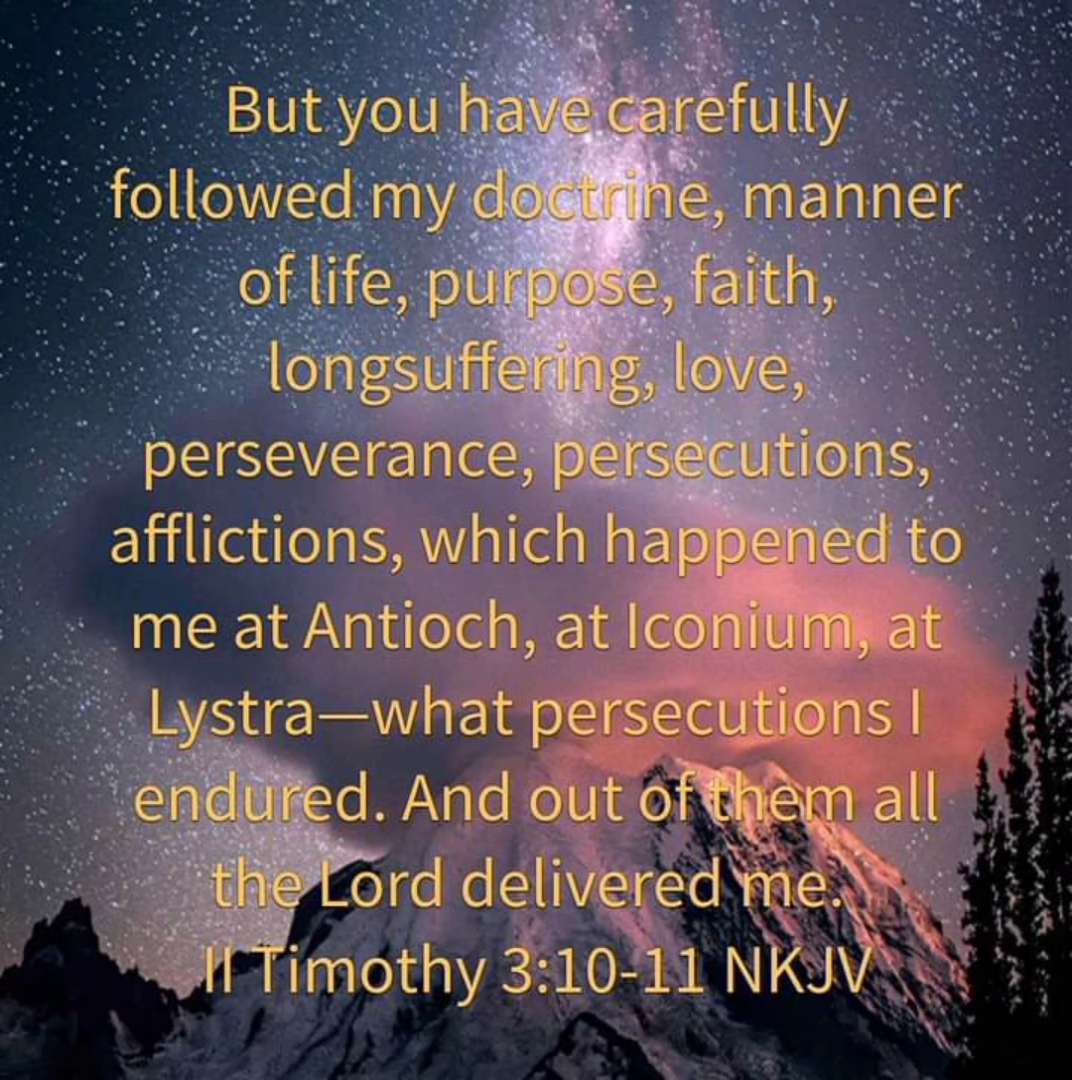 But you have carefully
followed my doctrine, manner
of life, purpose, faith,
longsuffering, love,
perseverance, persecutions,
afflictions, which happened to
me at Antioch, at Iconium, at
Lystra—what persecutions I
endured. And out of them all
the Lord delivered me.
II Timothy 3:10-11 NKJV